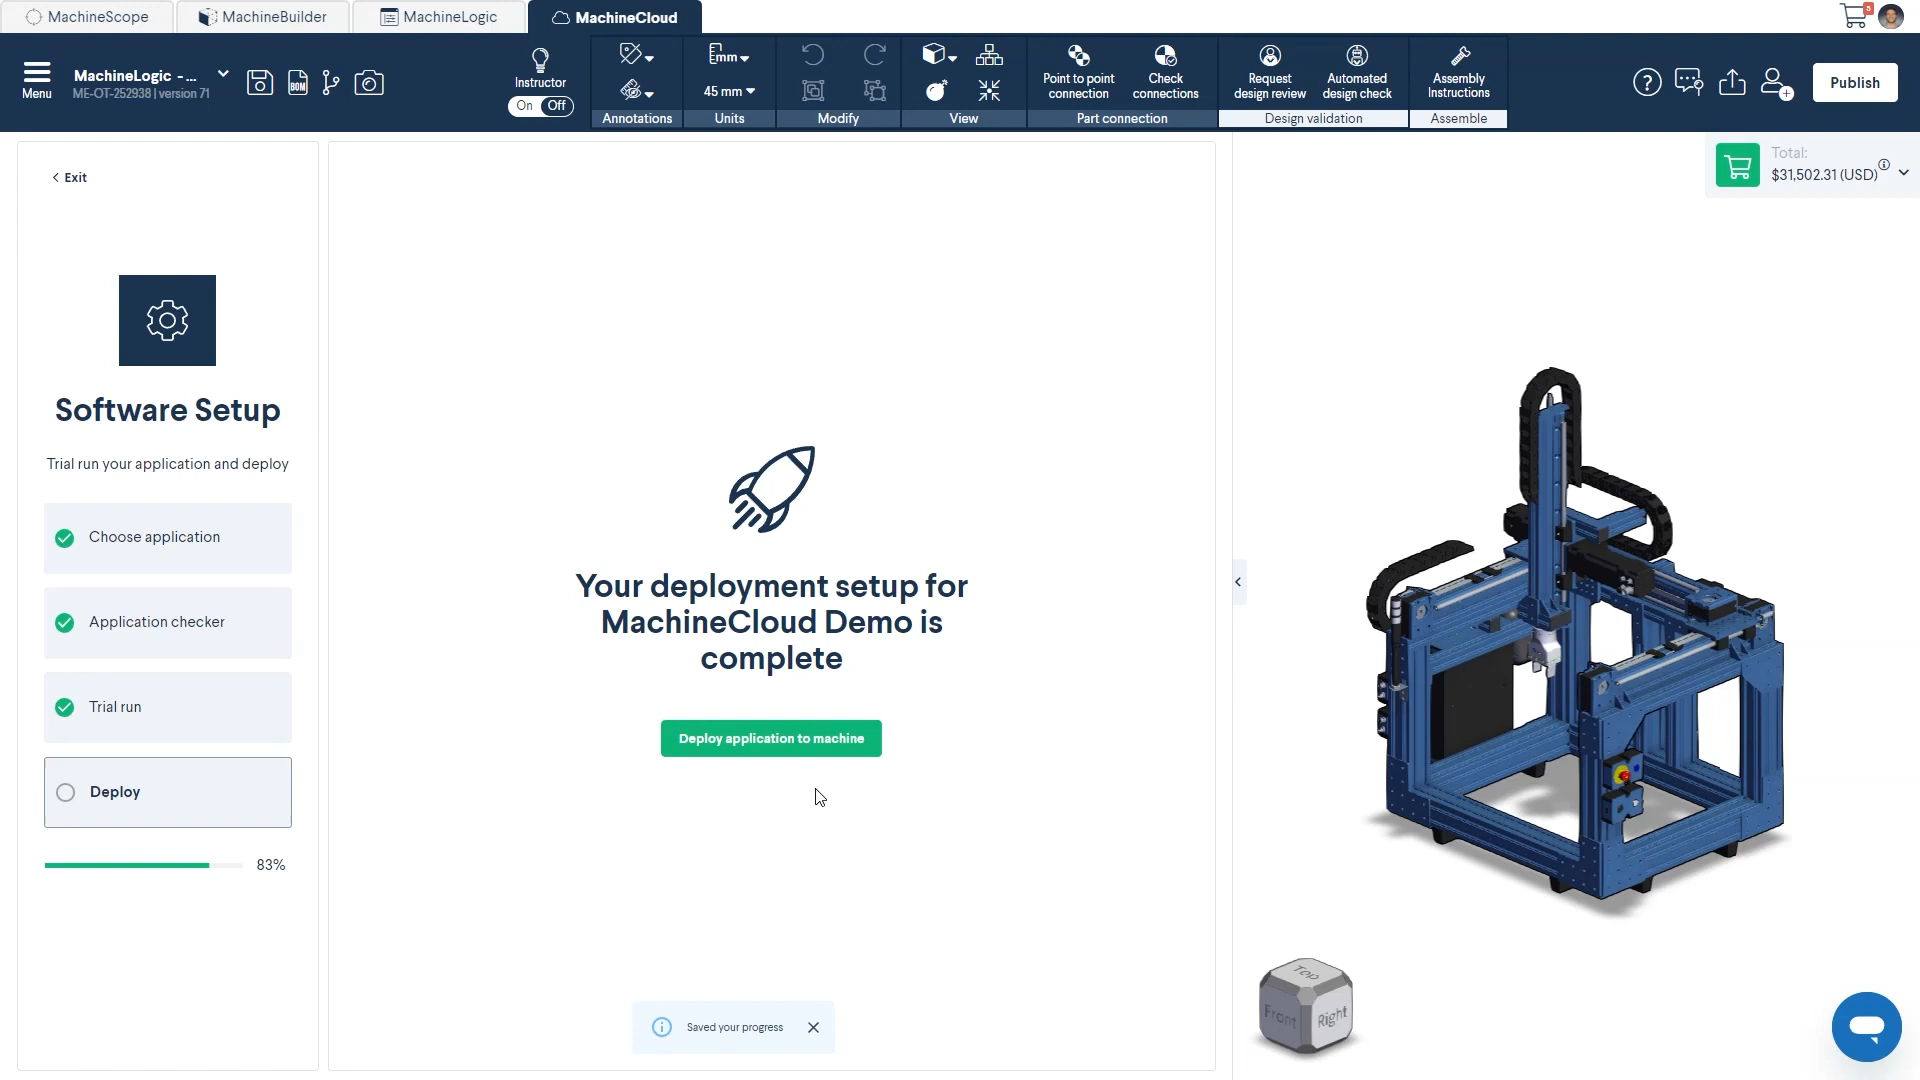 MachineScope
MachineBuilder
MachineLogic
MachineCloud
5
Menu
MachineLogic - ...
ME-OT-252938 | version 71
BOM
Instructor
On Off
Annotations
mm
45 mm
Units
Modify
View
Point to point
connection
Check
connections
Part connection
Request
design review
Automated
design check
Design validation
Assembly
Instructions
Assemble
Publish
Exit
Software Setup
Trial run your application and deploy
Choose application
Application checker
Trial run
Deploy
83%
Your deployment setup for
MachineCloud Demo is
complete
Deploy application to machine
Saved your progress
Total:
$31,502.31 (USD)
Top
Front
Right